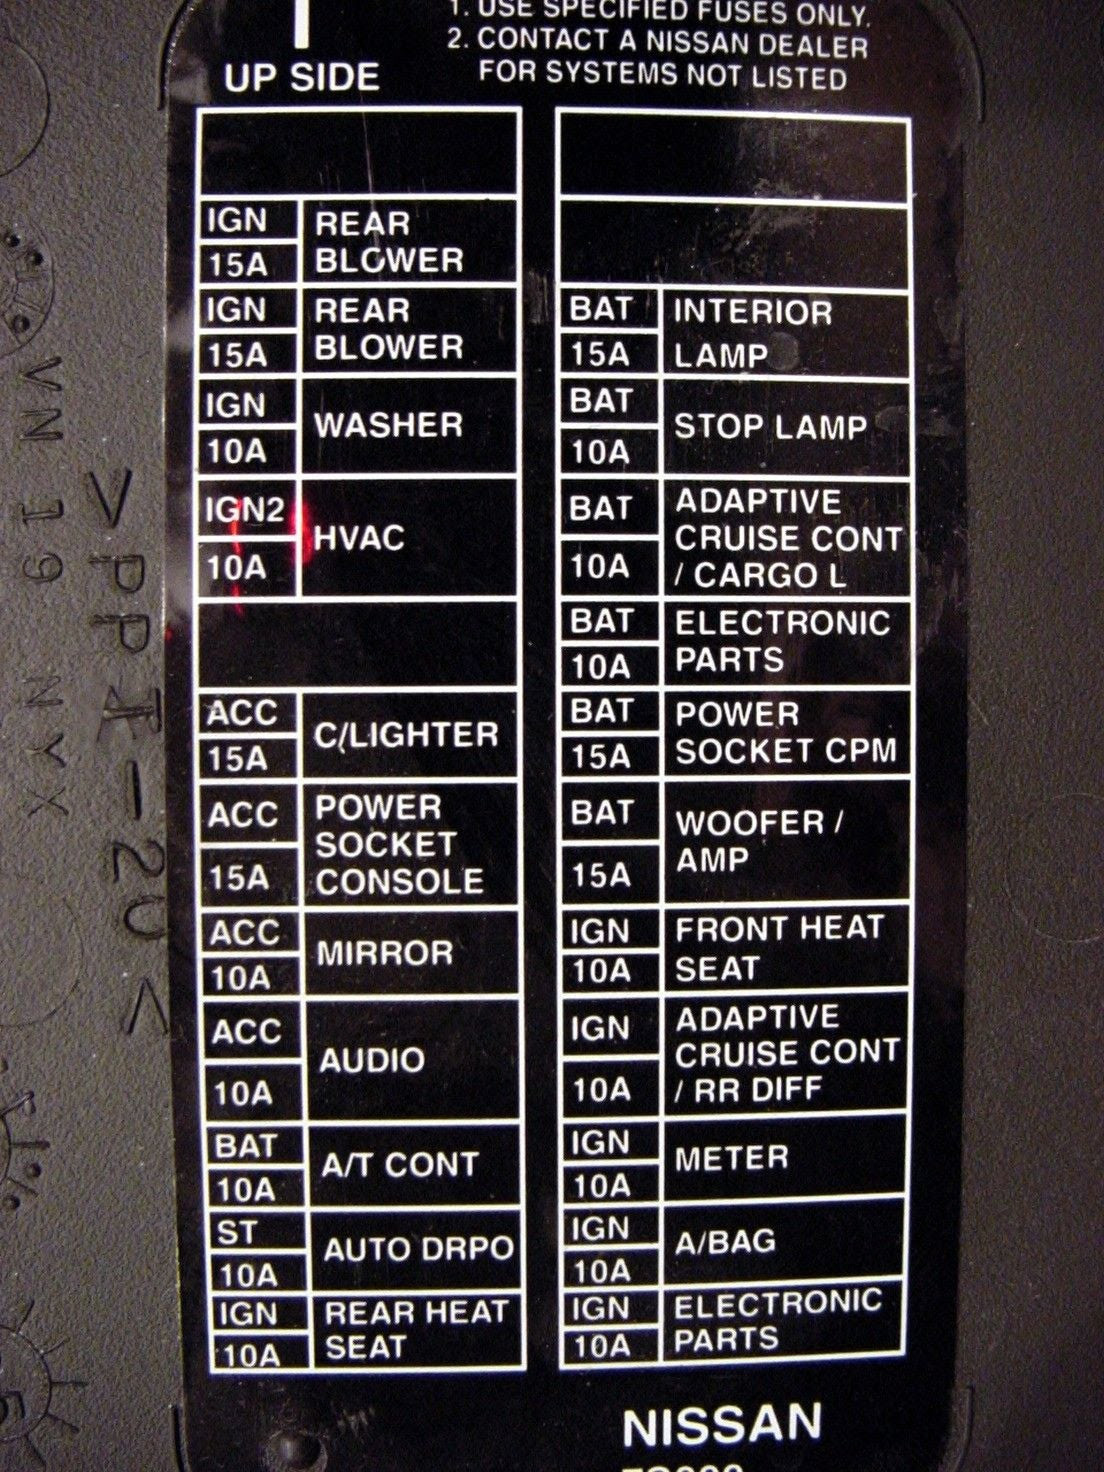 1. USE SPECIFIED FUSES ONLY.
2. CONTACT A NISSAN DEALER
FOR SYSTEMS NOT LISTED
UP SIDE
IGN
15A
REAR
BLOWER
IGN
15A
REAR
BLOWER
IGN
10A
WASHER
IGN2
10A
HVAC
ACC
15A
C/LIGHTER
ACC
15A
POWER
SOCKET
CONSOLE
ACC
10A
MIRROR
ACC
10A
AUDIO
BAT
10A
A/T CONT
ST
10A
AUTO DRPO
IGN
10A
REAR HEAT
SEAT
BAT
15A
INTERIOR
LAMP
BAT
10A
STOP LAMP
BAT
10A
ADAPTIVE
CRUISE CONT
/ CARGO L
BAT
10A
ELECTRONIC
PARTS
BAT
15A
POWER
SOCKET CPM
BAT
15A
WOOFER /
AMP
IGN
10A
FRONT HEAT
SEAT
IGN
10A
ADAPTIVE
CRUISE CONT
/ RR DIFF
IGN
10A
METER
IGN
10A
A/BAG
IGN
10A
ELECTRONIC
PARTS
NISSAN
VN 19 NYX